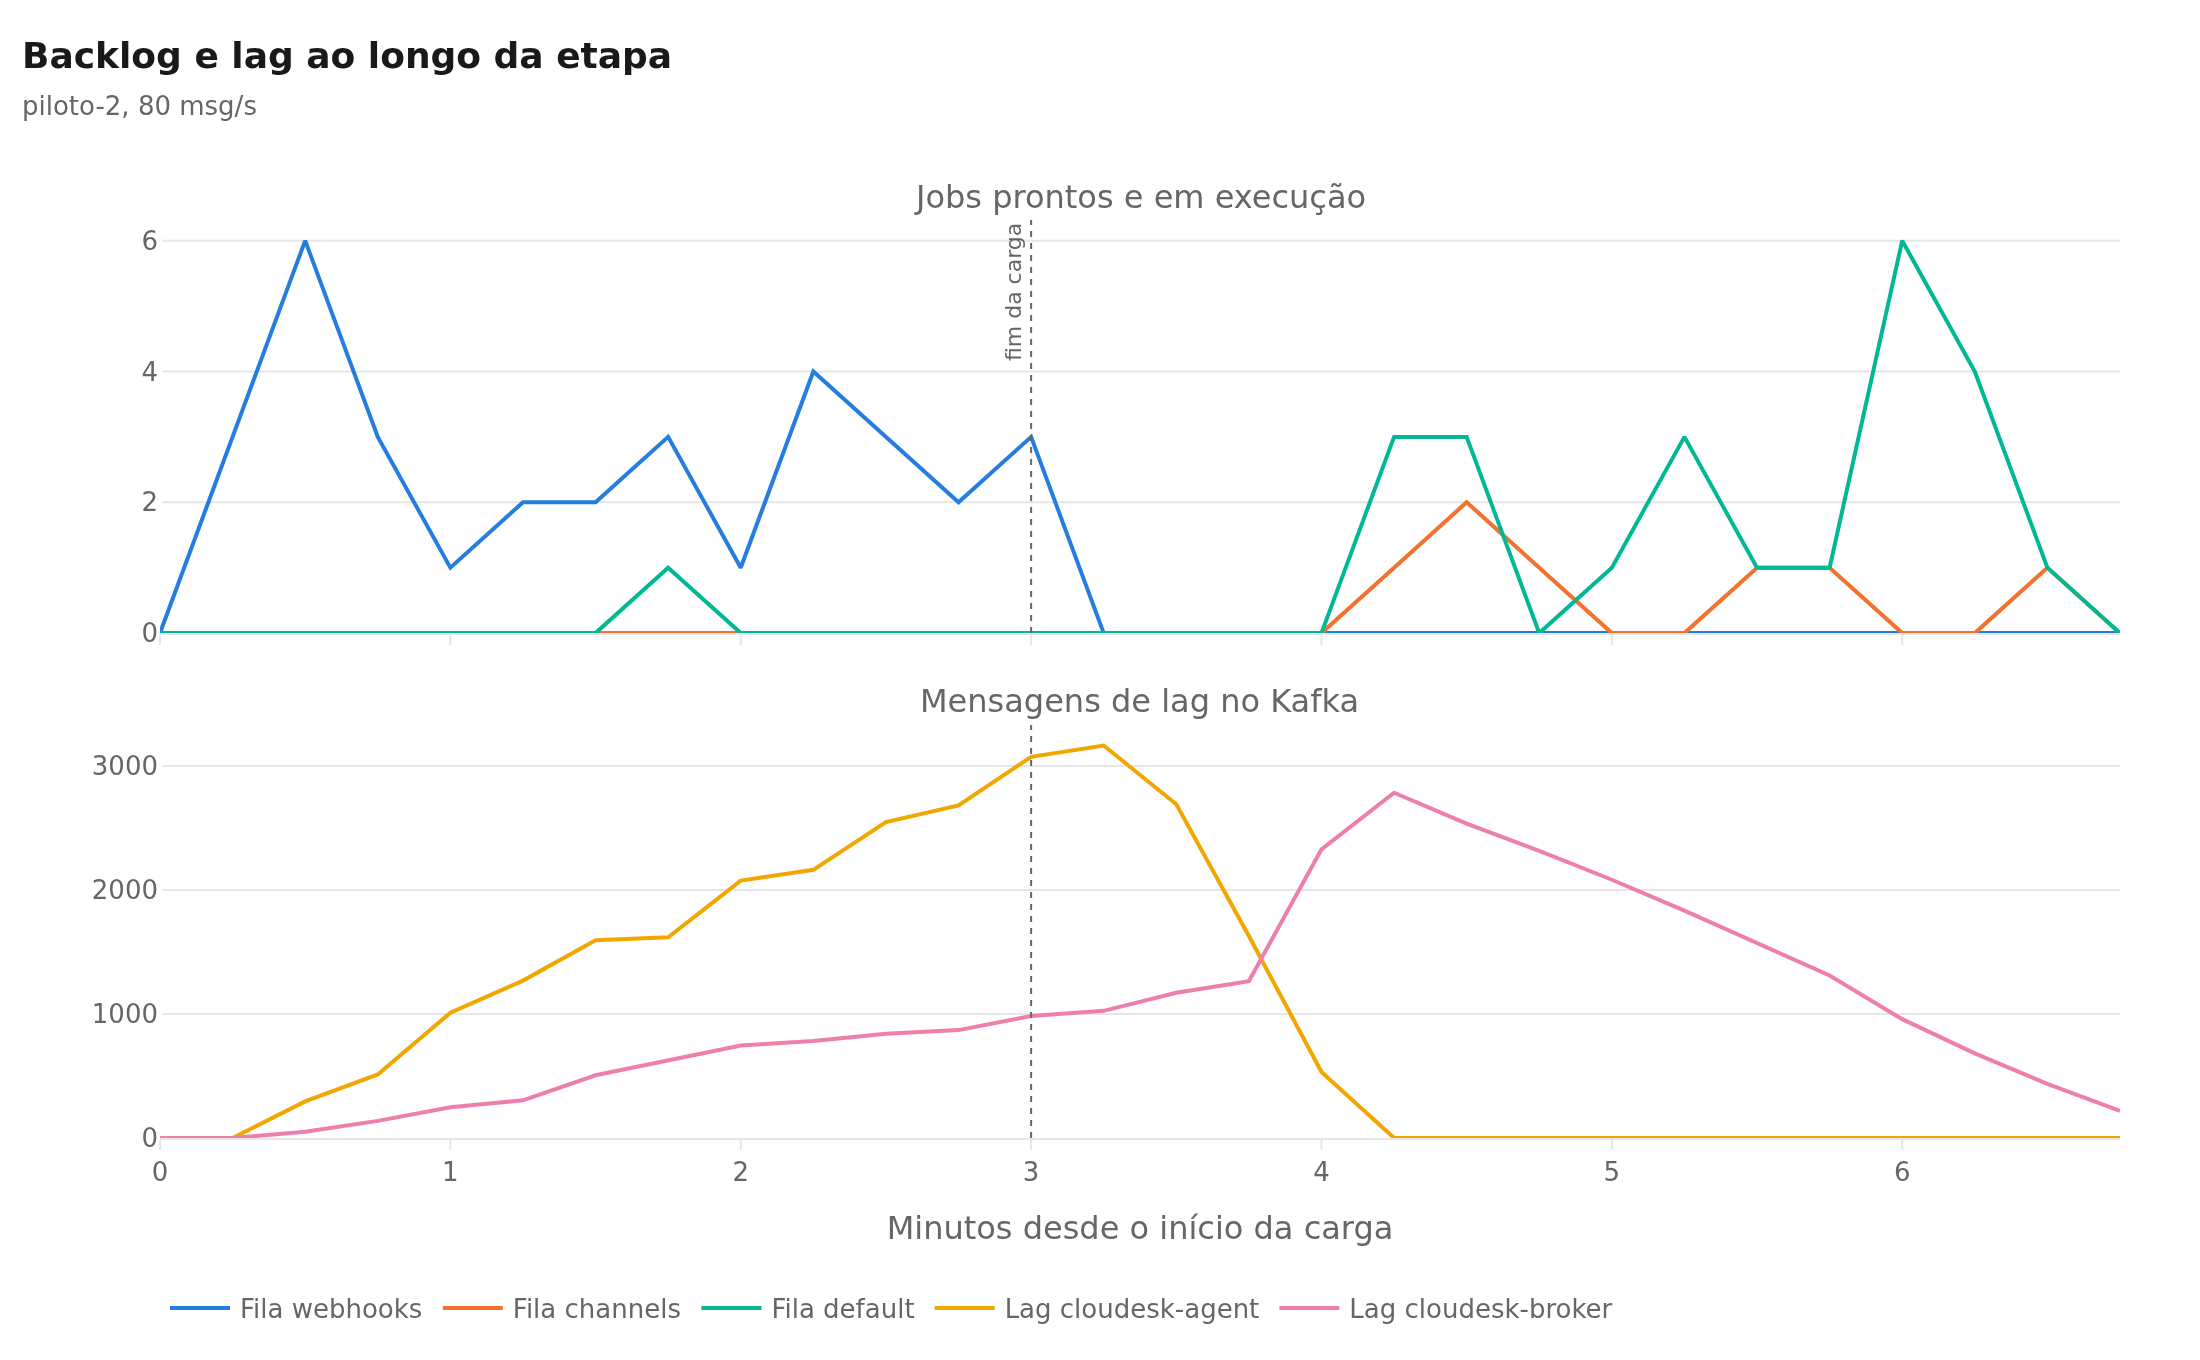 Backlog e lag ao longo da etapa
piloto-2, 80 msg/s
Jobs prontos e em execução
fim da carga
6
4
2
0
Mensagens de lag no Kafka
3000
2000
1000
0
0 1 2 3 4 5 6
Minutos desde o início da carga
Fila webhooks Fila channels Fila default Lag cloudesk-agent Lag cloudesk-broker